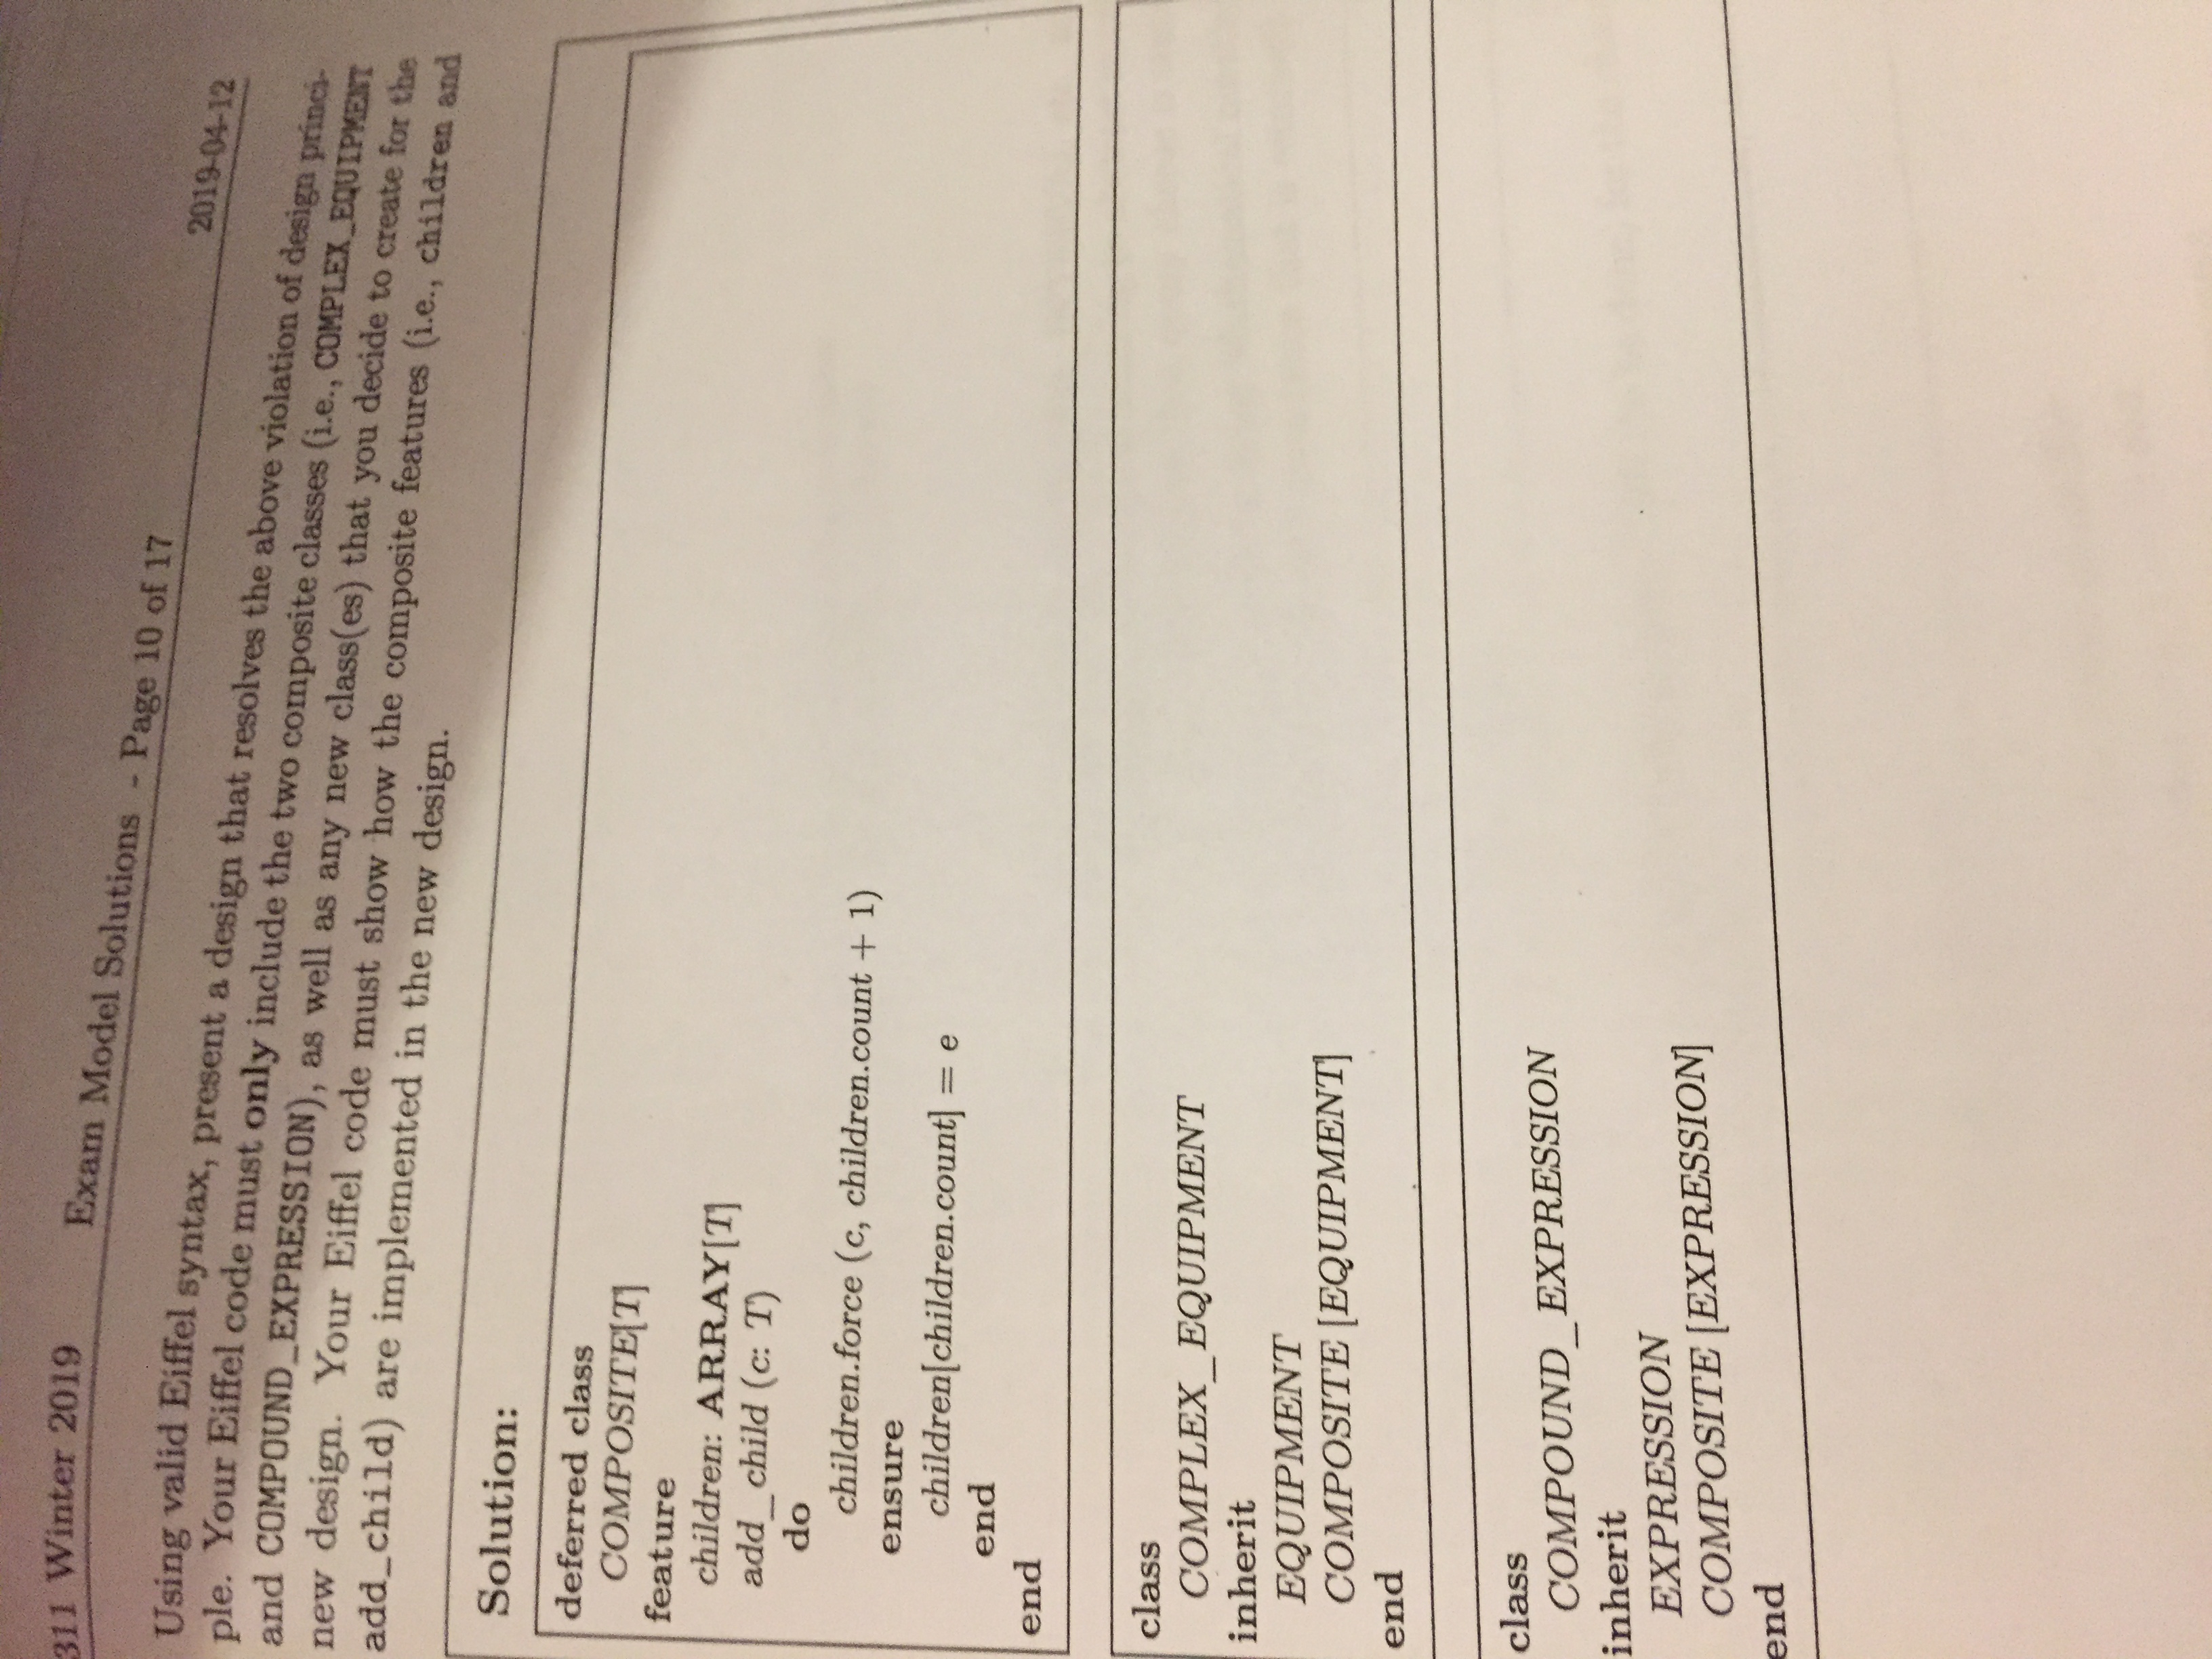 311 Winter 2019 Exam Model Solutions - Page 10 of 17 2019-04-12
Using valid Eiffel syntax, present a design that resolves the above violation of design princi-
ple. Your Eiffel code must only include the two composite classes (i.e., COMPLEX_EQUIPMENT
and COMPOUND_EXPRESSION), as well as any new class(es) that you decide to create for the
new design. Your Eiffel code must show how the composite features (i.e., children and
add_child) are implemented in the new design.
Solution:
deferred class
COMPOSITE[T]
feature
children: ARRAY[T]
add_child (c: T)
do
children.force (c, children.count + 1)
ensure
children[children.count] = e
end
end
class
COMPLEX_EQUIPMENT
inherit
EQUIPMENT
COMPOSITE [EQUIPMENT]
end
class
COMPOUND_EXPRESSION
inherit
EXPRESSION
COMPOSITE [EXPRESSION]
end